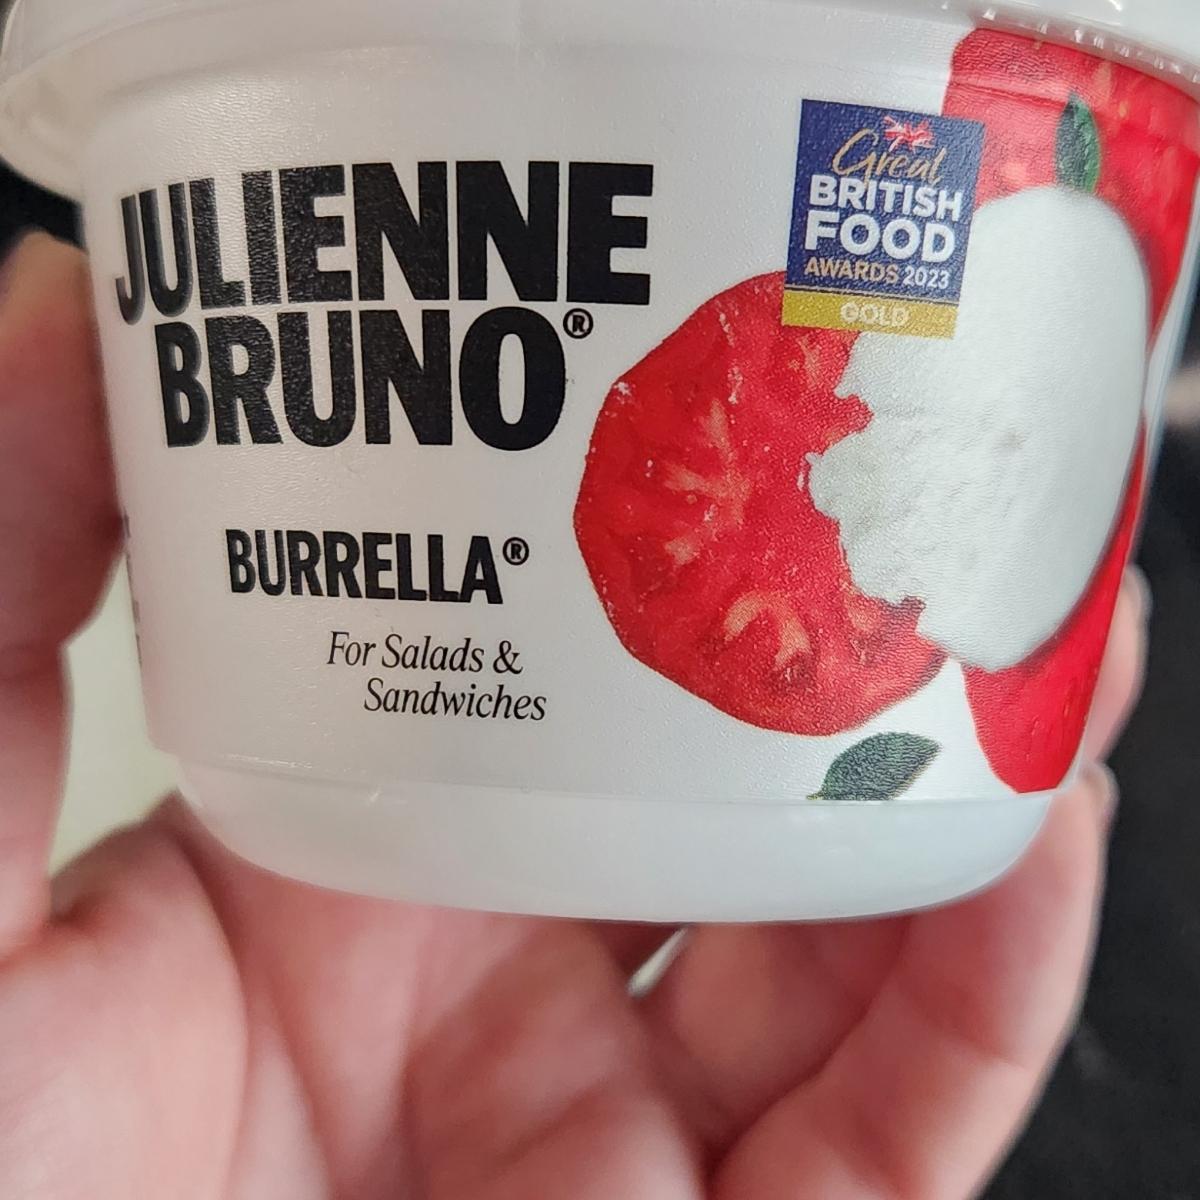 JULIENNE
BRUNO®
BURRELLA®
For Salads &
Sandwiches
Great
BRITISH
FOOD
AWARDS 2023
GOLD